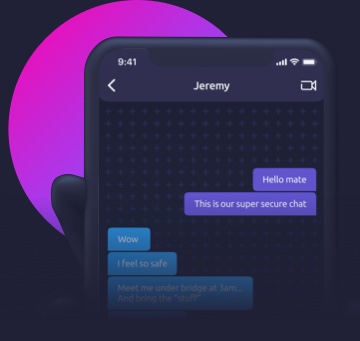 9:41
Jeremy
Hello mate
This is our super secure chat
Wow
I feel so safe
Meet me under bridge at 3am...
And bring the "stuff"